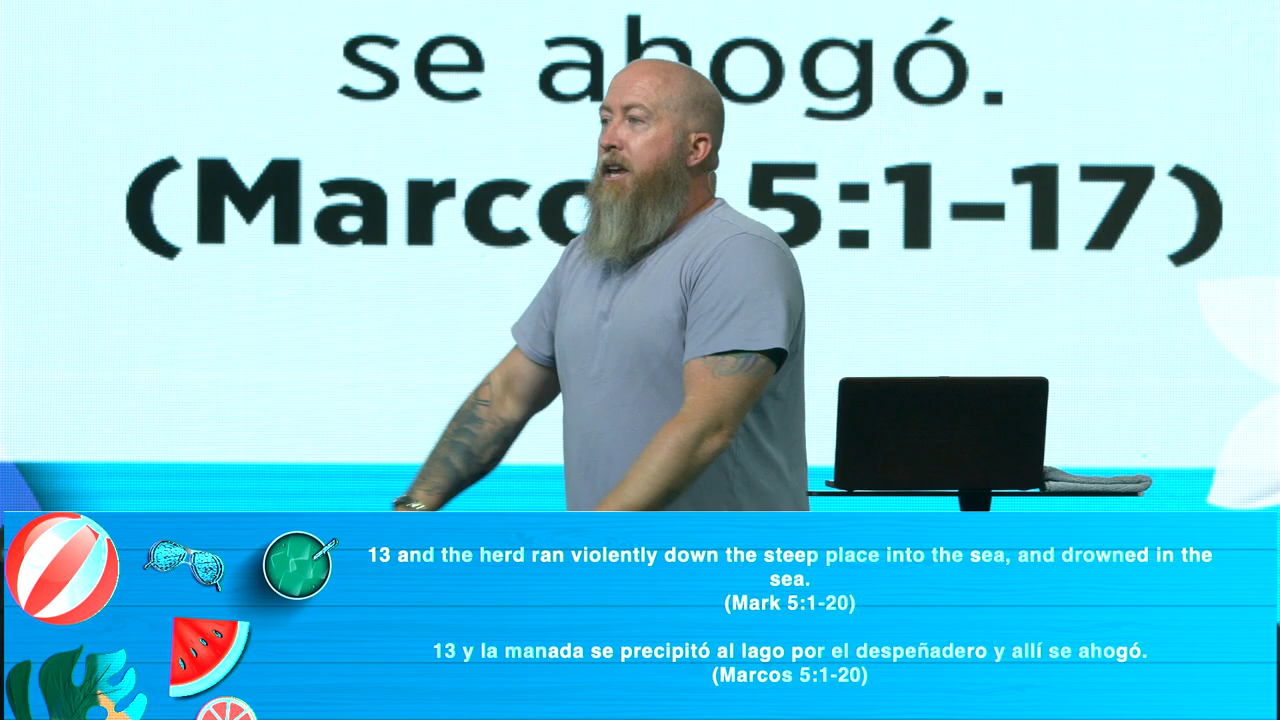 se ahogó.
(Marcos 5:1-17)
13 and the herd ran violently down the steep place into the sea, and drowned in the
sea.
(Mark 5:1-20)
13 y la manada se precipitó al lago por el despeñadero y allí se ahogó.
(Marcos 5:1-20)